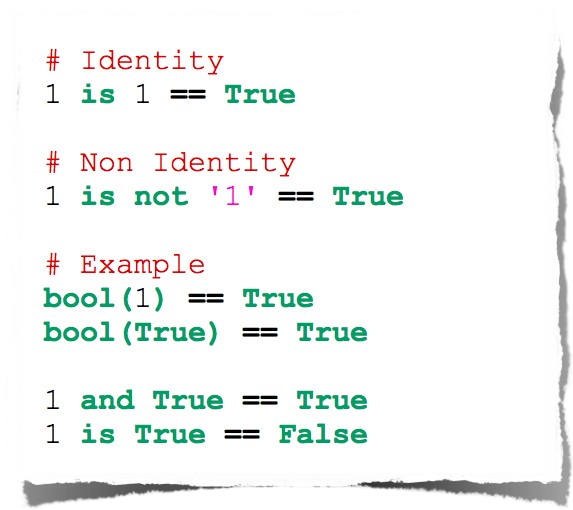 # Identity
1 is 1 == True
# Non Identity
1 is not '1' == True
# Example
bool(1) == True
bool(True) == True
1 and True == True
1 is True == False